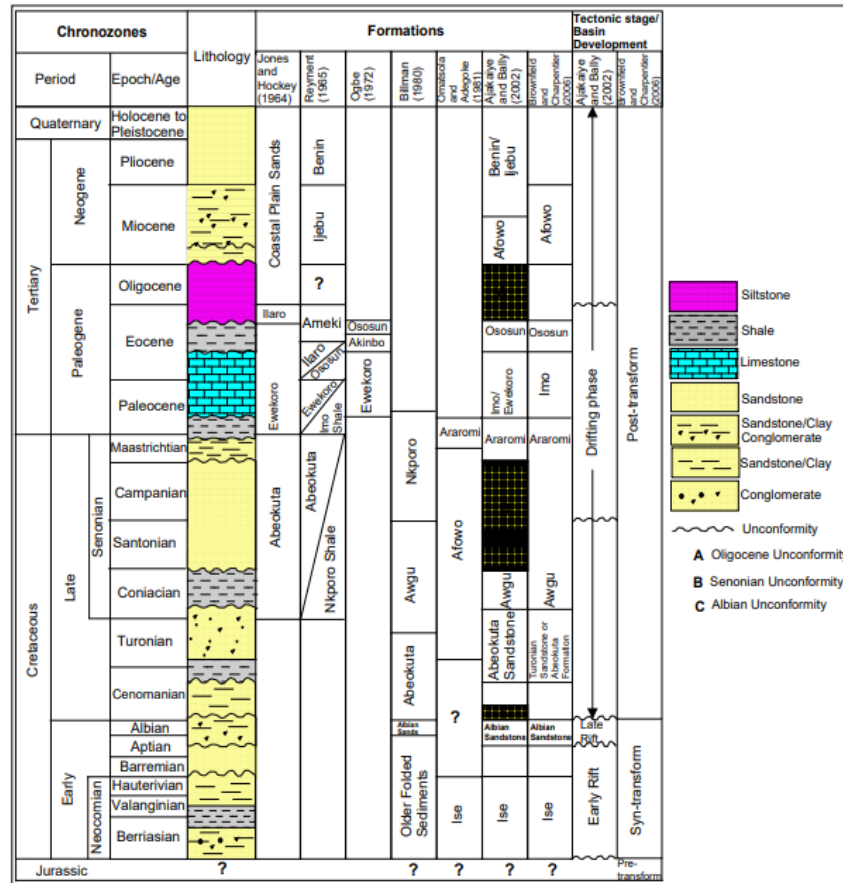 Chronozones
Lithology
Formations
Tectonic stage/
Basin
Development
Period
Epoch/Age
Jones
and
Hockey
(1964)
Reyment
(1965)
Ogbe
(1972)
Billman
(1980)
Omatsola
and
Adegoke
(1981)
Ajakaiye
and Bally
(2002)
Brownfield
and
Charpentier
(2006)
Ajakaiye
and Bally
(2002)
Brownfield
and
Charpentier
(2006)
Quaternary
Holocene to
Pleistocene
Tertiary
Neogene
Pliocene
Miocene
Paleogene
Oligocene
Eocene
Paleocene
Cretaceous
Late
Senonian
Maastrichtian
Campanian
Santonian
Coniacian
Turonian
Cenomanian
Early
Albian
Aptian
Barremian
Neocomian
Hauterivian
Valanginian
Berriasian
Jurassic
?
Coastal Plain Sands
Ilaro
Ewekoro
Abeokuta
Benin
Ijebu
?
Ameki
Ilaro
Ososun
Ewekoro
Imo
Shale
Abeokuta
Nkporo Shale
Ososun
Akinbo
Ewekoro
Nkporo
Awgu
Abeokuta
Albian
Sands
Older Folded
Sediments
?
Araromi
Afowo
?
Ise
?
Benin/
Ijebu
Afowo
Ososun
Imo/
Ewekoro
Araromi
Awgu
Abeokuta
Sandstone
Albian
Sandstone
Ise
?
Afowo
Ososun
Imo
Araromi
Awgu
Turonian
Sandstone or
Abeokuta
Formation
Albian
Sandstone
Ise
?
Drifting phase
Late
Rift
Early Rift
Post-transform
Syn-transform
Pre-
transform
Siltstone
Shale
Limestone
Sandstone
Sandstone/Clay
Conglomerate
Sandstone/Clay
Conglomerate
Unconformity
A Oligocene Unconformity
B Senonian Unconformity
C Albian Unconformity